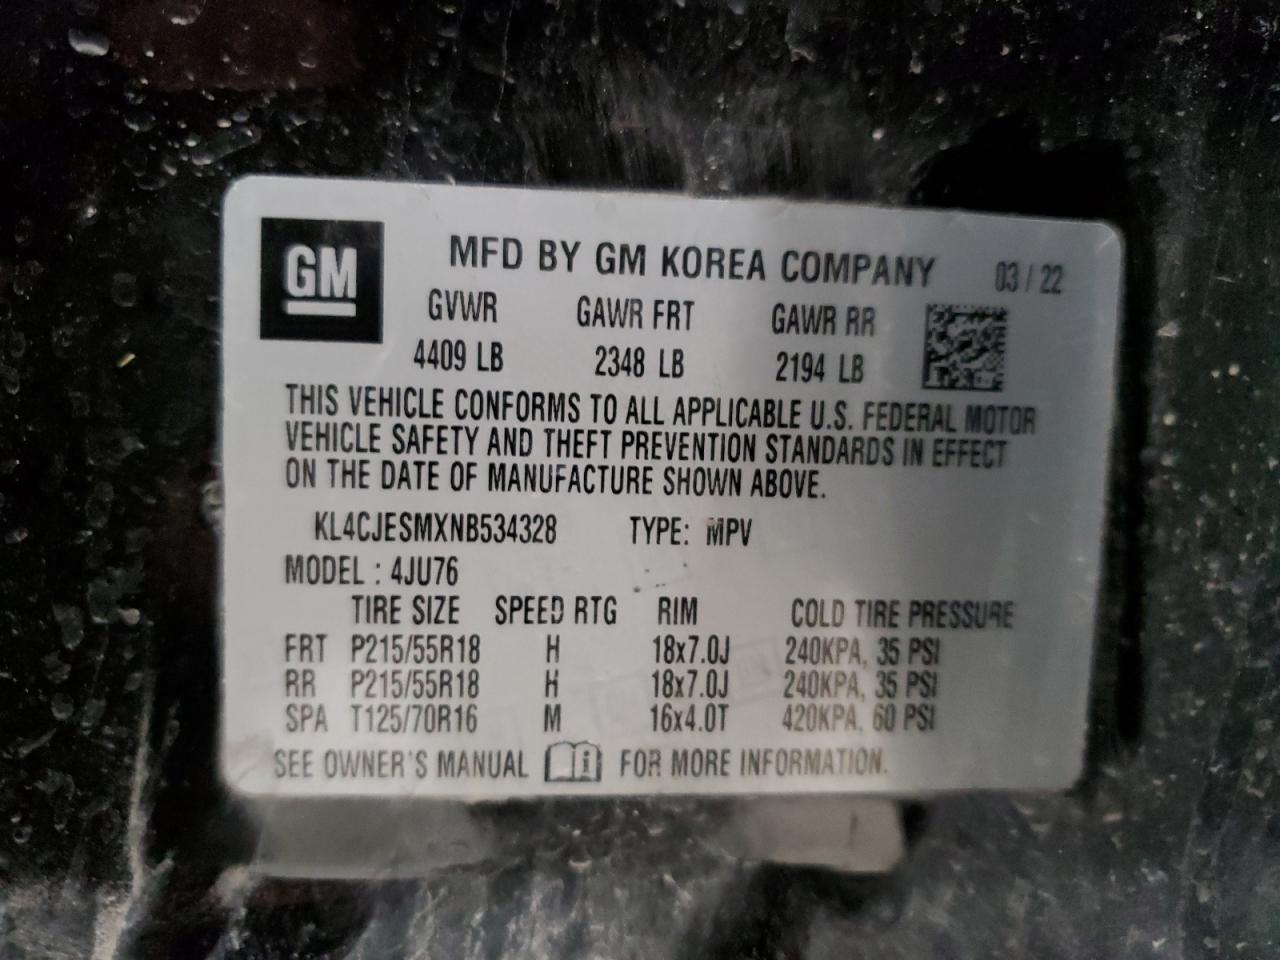 GM
MFD BY GM KOREA COMPANY 03 / 22
GVWR GAWR FRT GAWR RR
4409 LB 2348 LB 2194 LB
THIS VEHICLE CONFORMS TO ALL APPLICABLE U.S. FEDERAL MOTOR
VEHICLE SAFETY AND THEFT PREVENTION STANDARDS IN EFFECT
ON THE DATE OF MANUFACTURE SHOWN ABOVE.
KL4CJESMXNB534328 TYPE: MPV
MODEL : 4JU76
TIRE SIZE SPEED RTG RIM COLD TIRE PRESSURE
FRT P215/55R18 H 18x7.0J 240KPA, 35 PSI
RR P215/55R18 H 18x7.0J 240KPA, 35 PSI
SPA T125/70R16 M 16x4.0T 420KPA, 60 PSI
SEE OWNER'S MANUAL i FOR MORE INFORMATION.